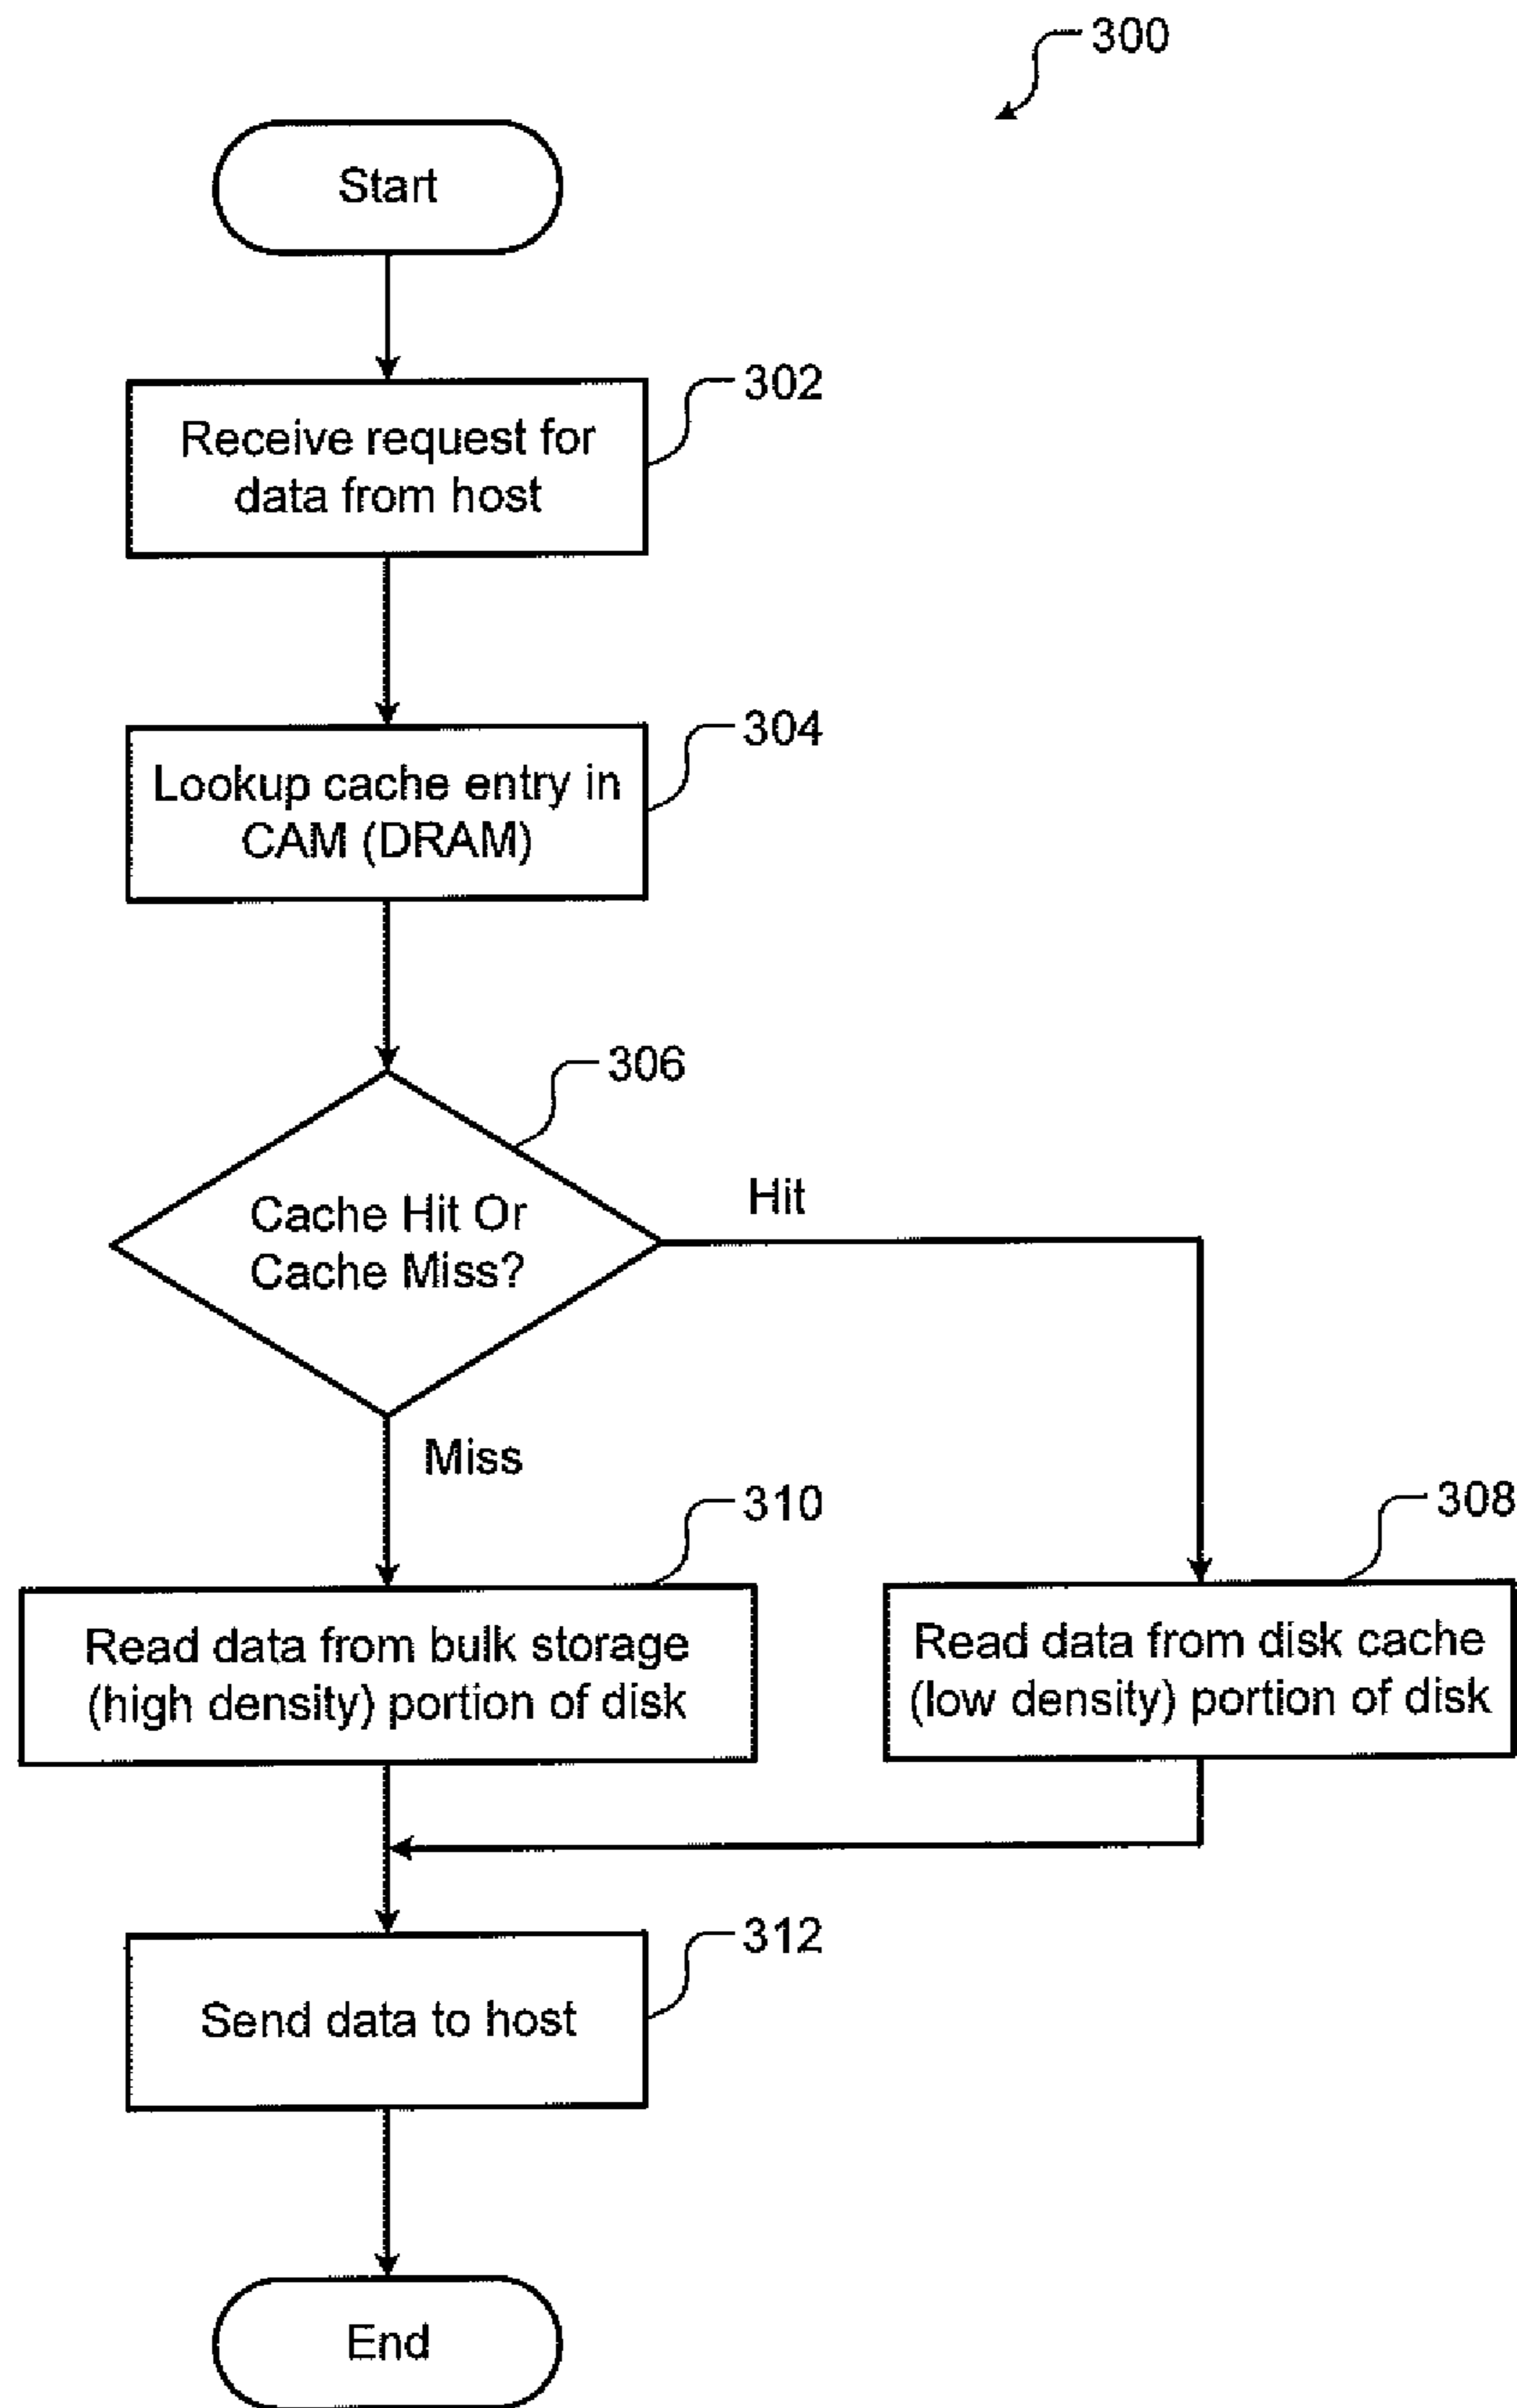 300
Start
302
Receive request for
data from host
304
Lookup cache entry in
CAM (DRAM)
306
Cache Hit Or
Cache Miss?
Hit
Miss
310
Read data from bulk storage
(high density) portion of disk
308
Read data from disk cache
(low density) portion of disk
312
Send data to host
End